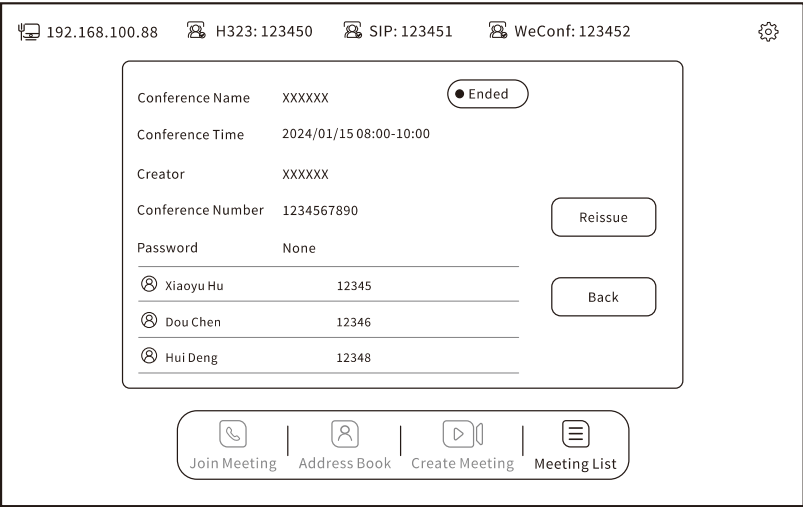 192.168.100.88 H323: 123450 SIP: 123451 WeConf: 123452
Conference Name XXXXXX Ended
Conference Time 2024/01/15 08:00-10:00
Creator XXXXXX
Conference Number 1234567890
Reissue
Password None
Xiaoyu Hu 12345
Back
Dou Chen 12346
Hui Deng 12348
Join Meeting Address Book Create Meeting Meeting List